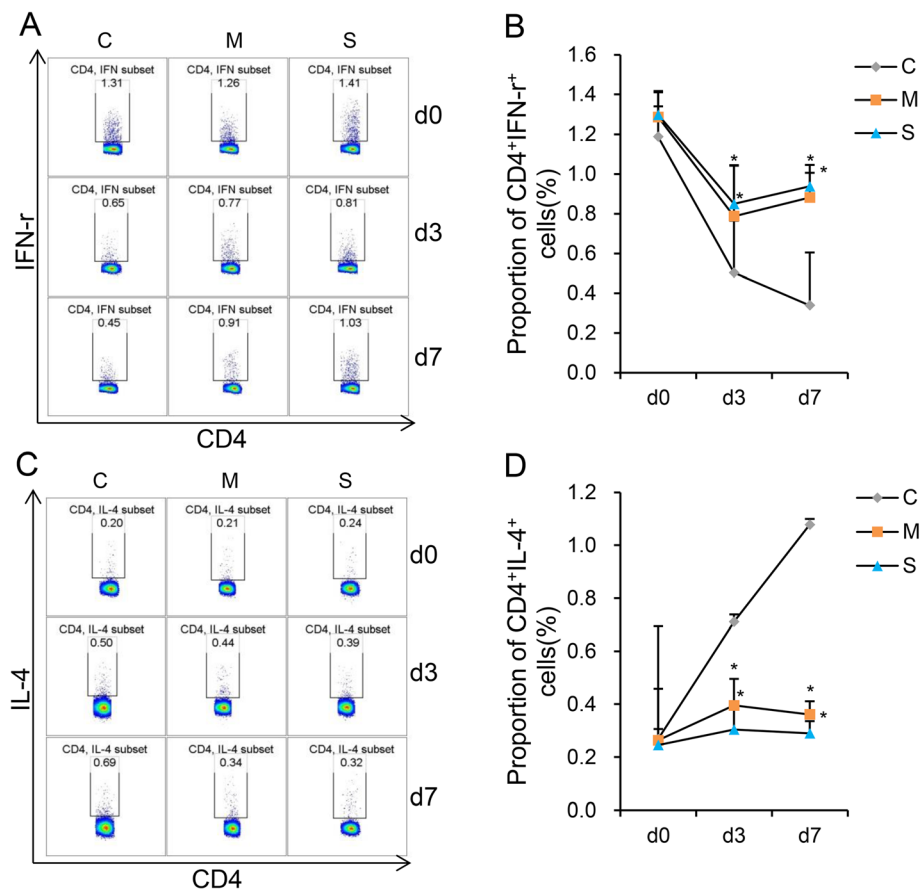 A
C M S
IFN-r
CD4, IFN subset
1.31
CD4, IFN subset
1.26
CD4, IFN subset
1.41
d0
CD4, IFN subset
0.65
CD4, IFN subset
0.77
CD4, IFN subset
0.81
d3
CD4, IFN subset
0.45
CD4, IFN subset
0.91
CD4, IFN subset
1.03
d7
CD4
B
Proportion of CD4+IFN-r+
cells(%)
1.6
1.4
1.2
1.0
0.8
0.6
0.4
0.2
0.0
* * * *
d0 d3 d7
C
M
S
C
C M S
IL-4
CD4, IL-4 subset
0.20
CD4, IL-4 subset
0.21
CD4, IL-4 subset
0.24
d0
CD4, IL-4 subset
0.50
CD4, IL-4 subset
0.44
CD4, IL-4 subset
0.39
d3
CD4, IL-4 subset
0.69
CD4, IL-4 subset
0.34
CD4, IL-4 subset
0.32
d7
CD4
D
Proportion of CD4+IL-4+
cells(%)
1.2
1.0
0.8
0.6
0.4
0.2
0.0
* * * *
d0 d3 d7
C
M
S